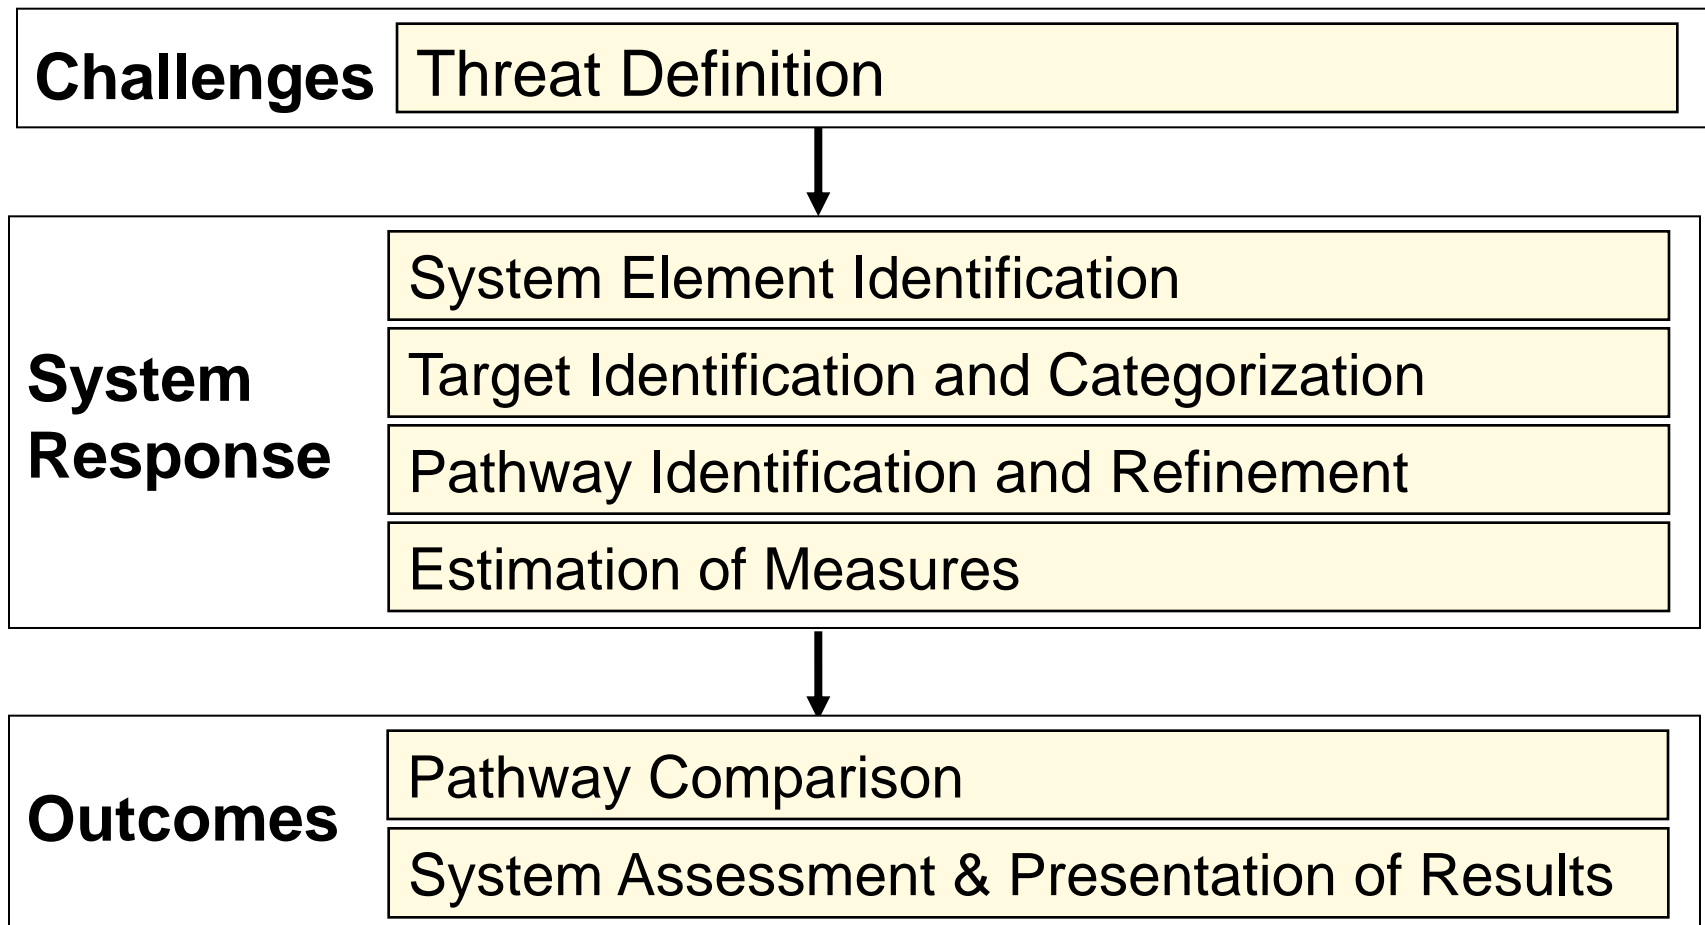 Challenges
Threat Definition
System
Response
System Element Identification
Target Identification and Categorization
Pathway Identification and Refinement
Estimation of Measures
Outcomes
Pathway Comparison
System Assessment & Presentation of Results